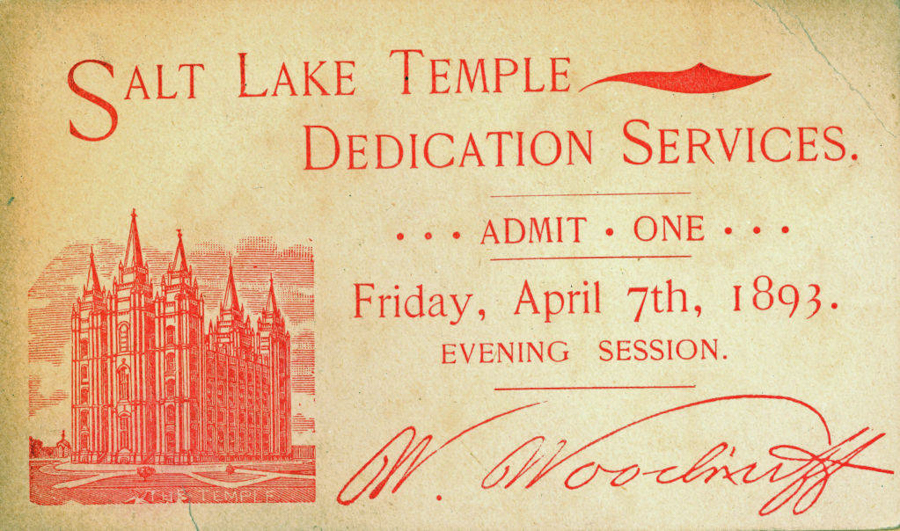 SALT LAKE TEMPLE
DEDICATION SERVICES.
• • • ADMIT • ONE • • •
Friday, April 7th, 1893.
EVENING SESSION.
W. Woodruff
THE TEMPLE